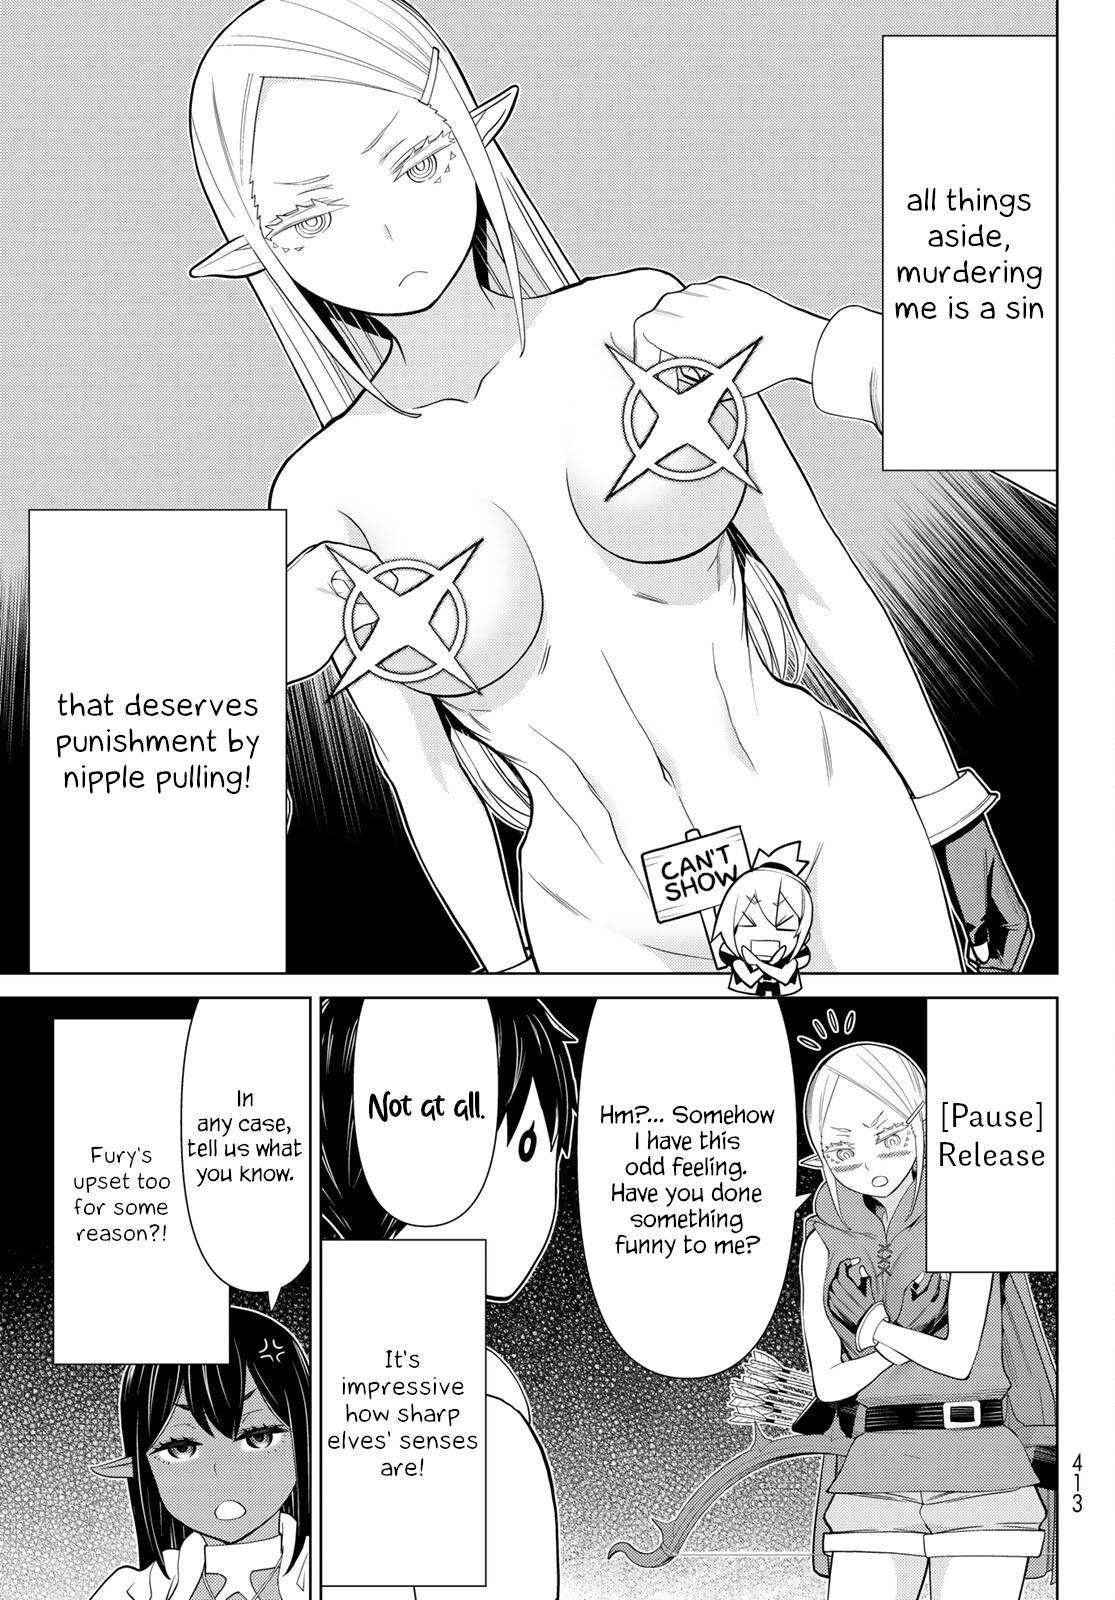 all things
aside,
murdering
me is a sin
that deserves
punishment by
nipple pulling!
CAN'T
SHOW
[Pause]
Release
Hm?... Somehow
I have this
odd feeling.
Have you done
something
funny to me?
Not at all.
It's
impressive
how sharp
elves' senses
are!
In
any case,
tell us what
you know.
Fury's
upset too
for some
reason?!
413